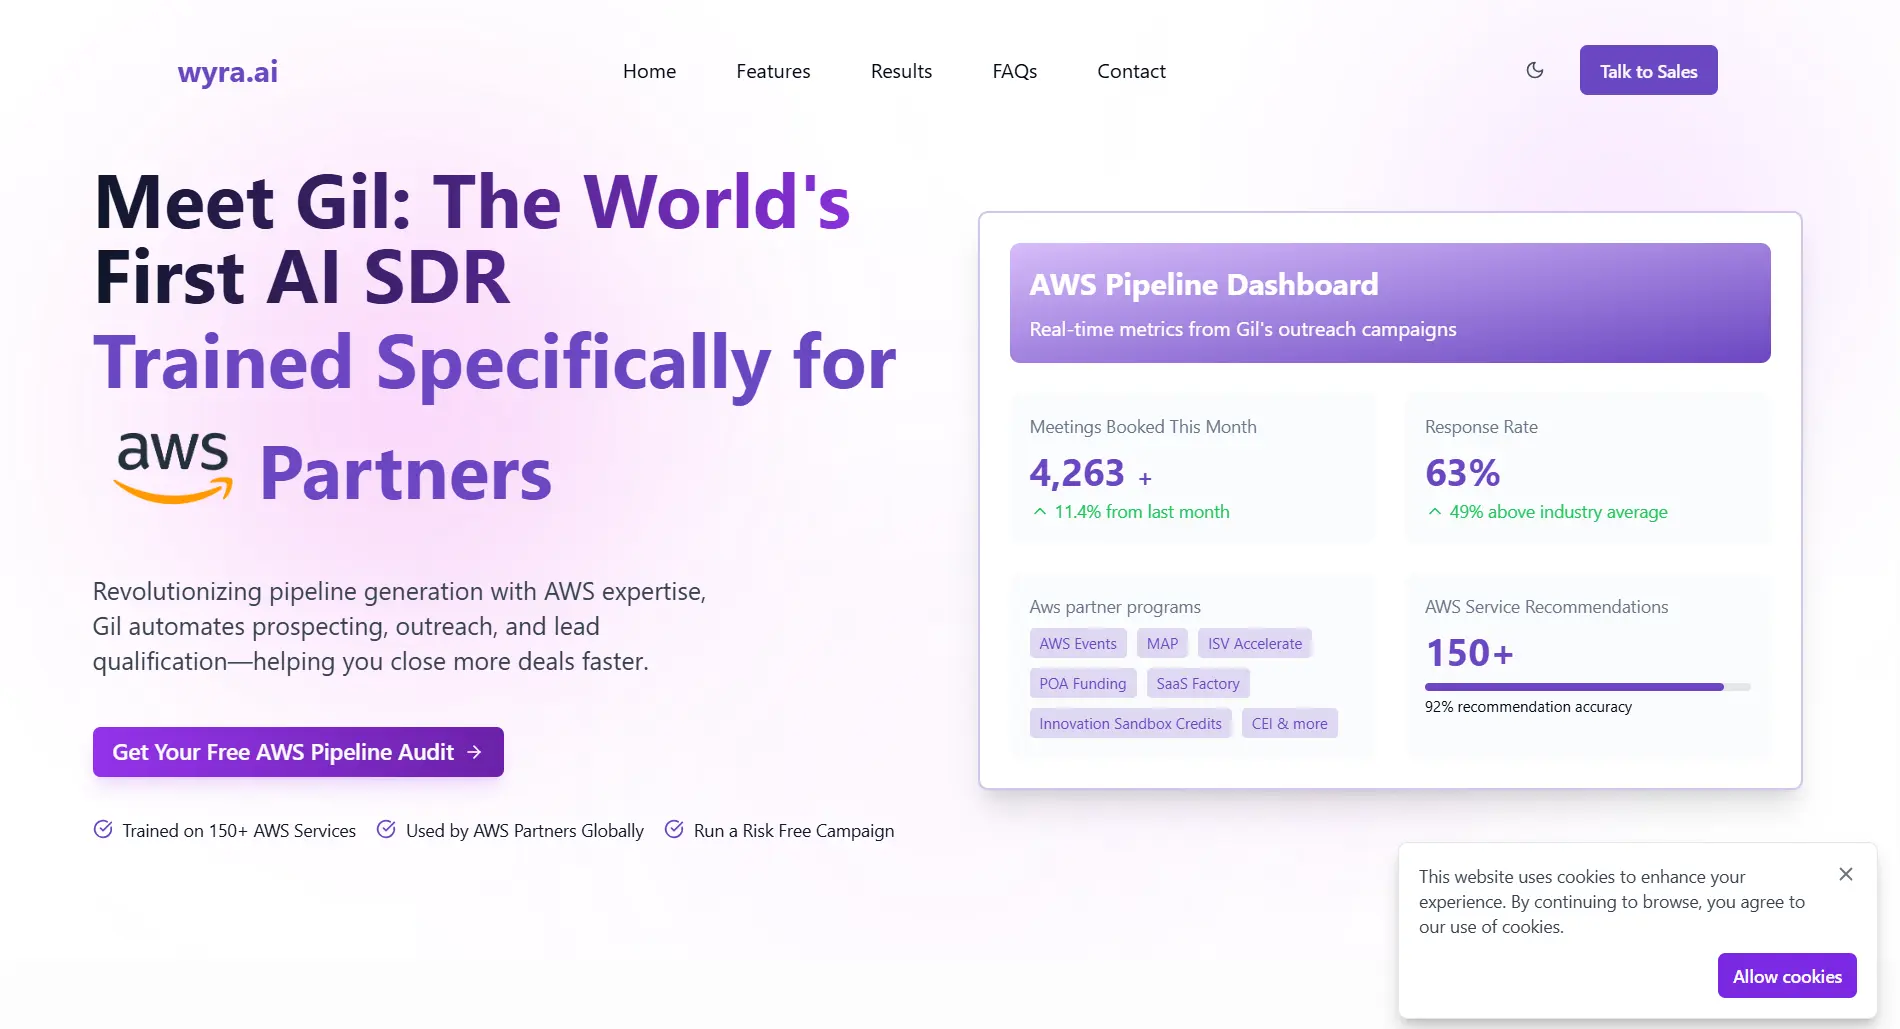 wyra.ai
Home
Features
Results
FAQs
Contact
Talk to Sales
Meet Gil: The World's
First AI SDR
Trained Specifically for
aws Partners
Revolutionizing pipeline generation with AWS expertise,
Gil automates prospecting, outreach, and lead
qualification—helping you close more deals faster.
Get Your Free AWS Pipeline Audit →
Trained on 150+ AWS Services
Used by AWS Partners Globally
Run a Risk Free Campaign
AWS Pipeline Dashboard
Real-time metrics from Gil's outreach campaigns
Meetings Booked This Month
4,263 +
11.4% from last month
Response Rate
63%
49% above industry average
Aws partner programs
AWS Events
MAP
ISV Accelerate
POA Funding
SaaS Factory
Innovation Sandbox Credits
CEI & more
AWS Service Recommendations
150+
92% recommendation accuracy
This website uses cookies to enhance your
experience. By continuing to browse, you agree to
our use of cookies.
Allow cookies